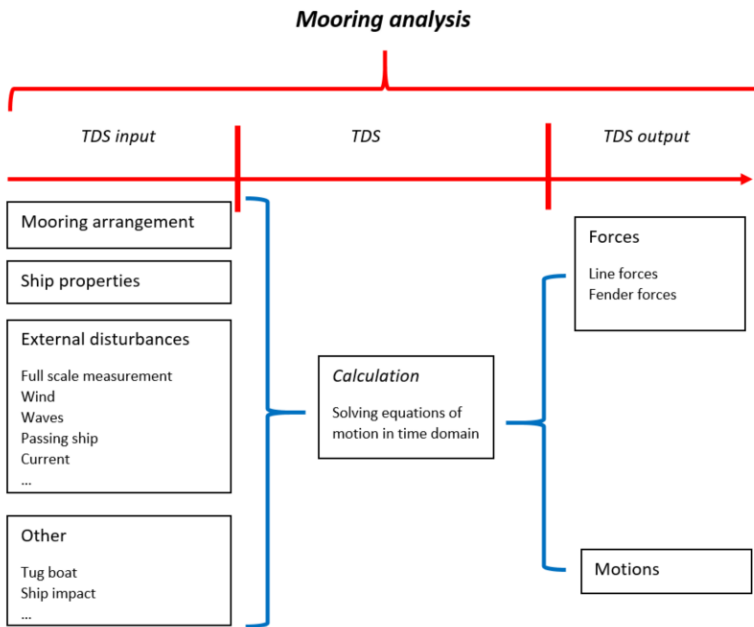 Mooring analysis
TDS input
TDS
TDS output
Mooring arrangement
Ship properties
External disturbances
Full scale measurement
Wind
Waves
Passing ship
Current
...
Other
Tug boat
Ship impact
...
Calculation
Solving equations of
motion in time domain
Forces
Line forces
Fender forces
Motions